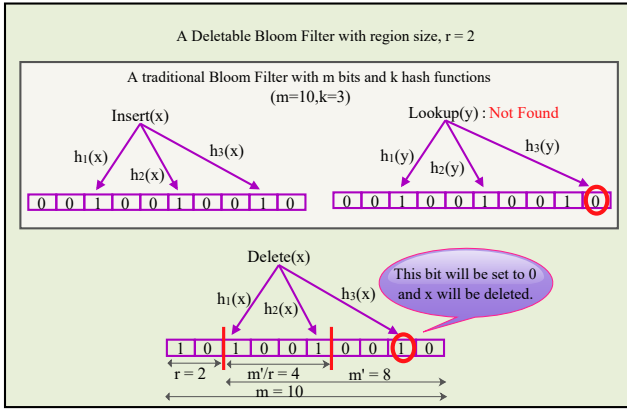 A Deletable Bloom Filter with region size, r = 2
A traditional Bloom Filter with m bits and k hash functions
(m=10,k=3)
Insert(x)
h₁(x)
h₂(x)
h₃(x)
0 0 1 0 0 1 0 0 1 0
Lookup(y) : Not Found
h₁(y)
h₂(y)
h₃(y)
0 0 1 0 0 1 0 0 1 0
Delete(x)
h₁(x)
h₂(x)
h₃(x)
This bit will be set to 0
and x will be deleted.
1 0 1 0 0 1 0 0 1 0
r = 2
m'/r = 4
m' = 8
m = 10